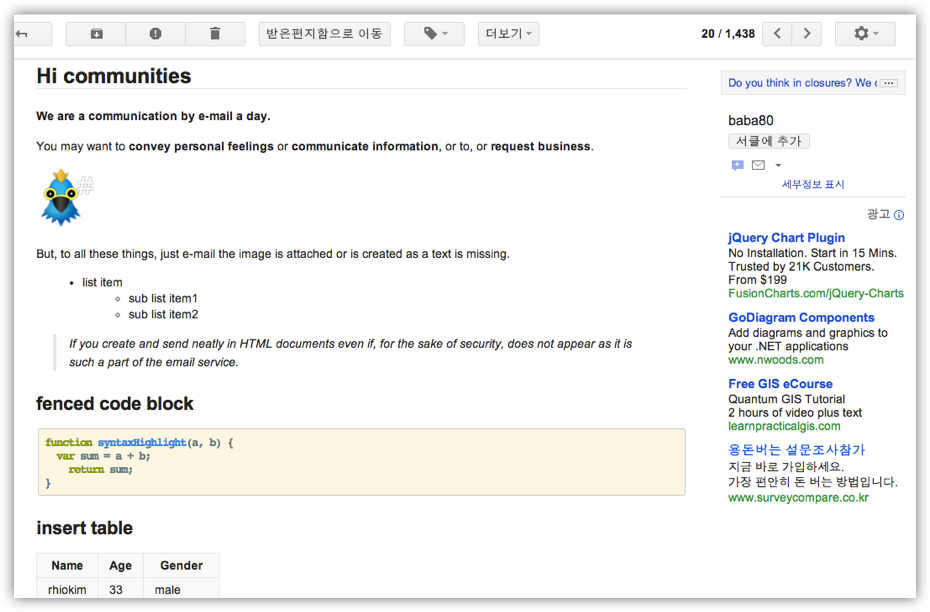 받은편지함으로 이동
더보기
20 / 1,438
Hi communities
We are a communication by e-mail a day.
You may want to convey personal feelings or communicate information, or to, or request business.
#
But, to all these things, just e-mail the image is attached or is created as a text is missing.
list item
sub list item1
sub list item2
If you create and send neatly in HTML documents even if, for the sake of security, does not appear as it is
such a part of the email service.
fenced code block
function syntaxHighlight(a, b) {
var sum = a + b;
return sum;
}
insert table
Name Age Gender
rhiokim 33 male
Do you think in closures? We c ...
baba80
서클에 추가
세부정보 표시
광고
jQuery Chart Plugin
No Installation. Start in 15 Mins.
Trusted by 21K Customers.
From $199
FusionCharts.com/jQuery-Charts
GoDiagram Components
Add diagrams and graphics to
your .NET applications
www.nwoods.com
Free GIS eCourse
Quantum GIS Tutorial
2 hours of video plus text
learnpracticalgis.com
용돈버는 설문조사참가
지금 바로 가입하세요.
가장 편안히 돈 버는 방법입니다.
www.surveycompare.co.kr